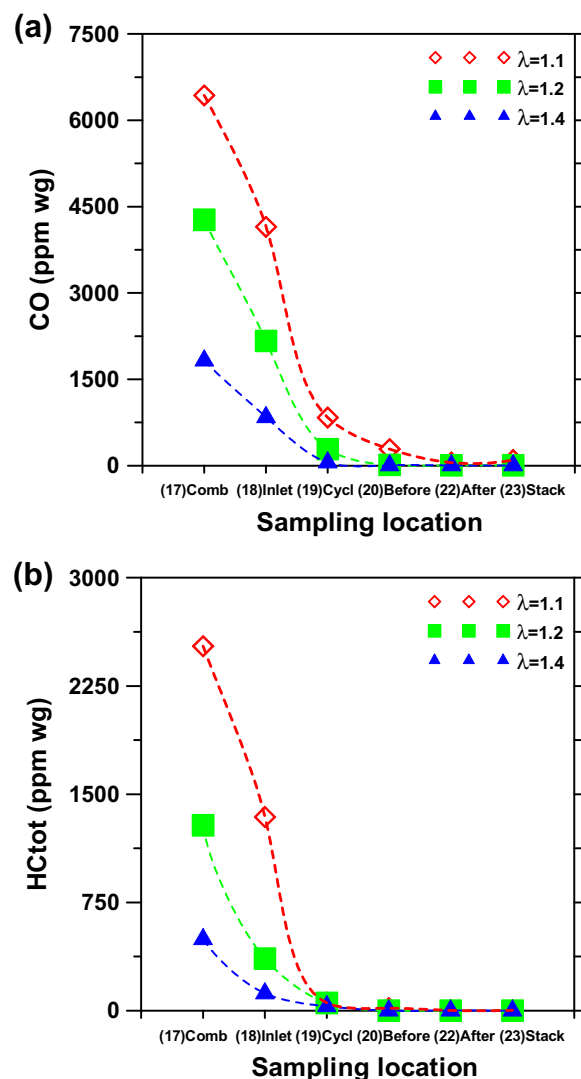 (a)
7500
6000
4500
3000
1500
0
CO (ppm wg)
λ=1.1
λ=1.2
λ=1.4
(17)Comb (18)Inlet (19)Cycl (20)Before (22)After (23)Stack
Sampling location
(b)
3000
2250
1500
750
0
HCtot (ppm wg)
λ=1.1
λ=1.2
λ=1.4
(17)Comb (18)Inlet (19)Cycl (20)Before (22)After (23)Stack
Sampling location